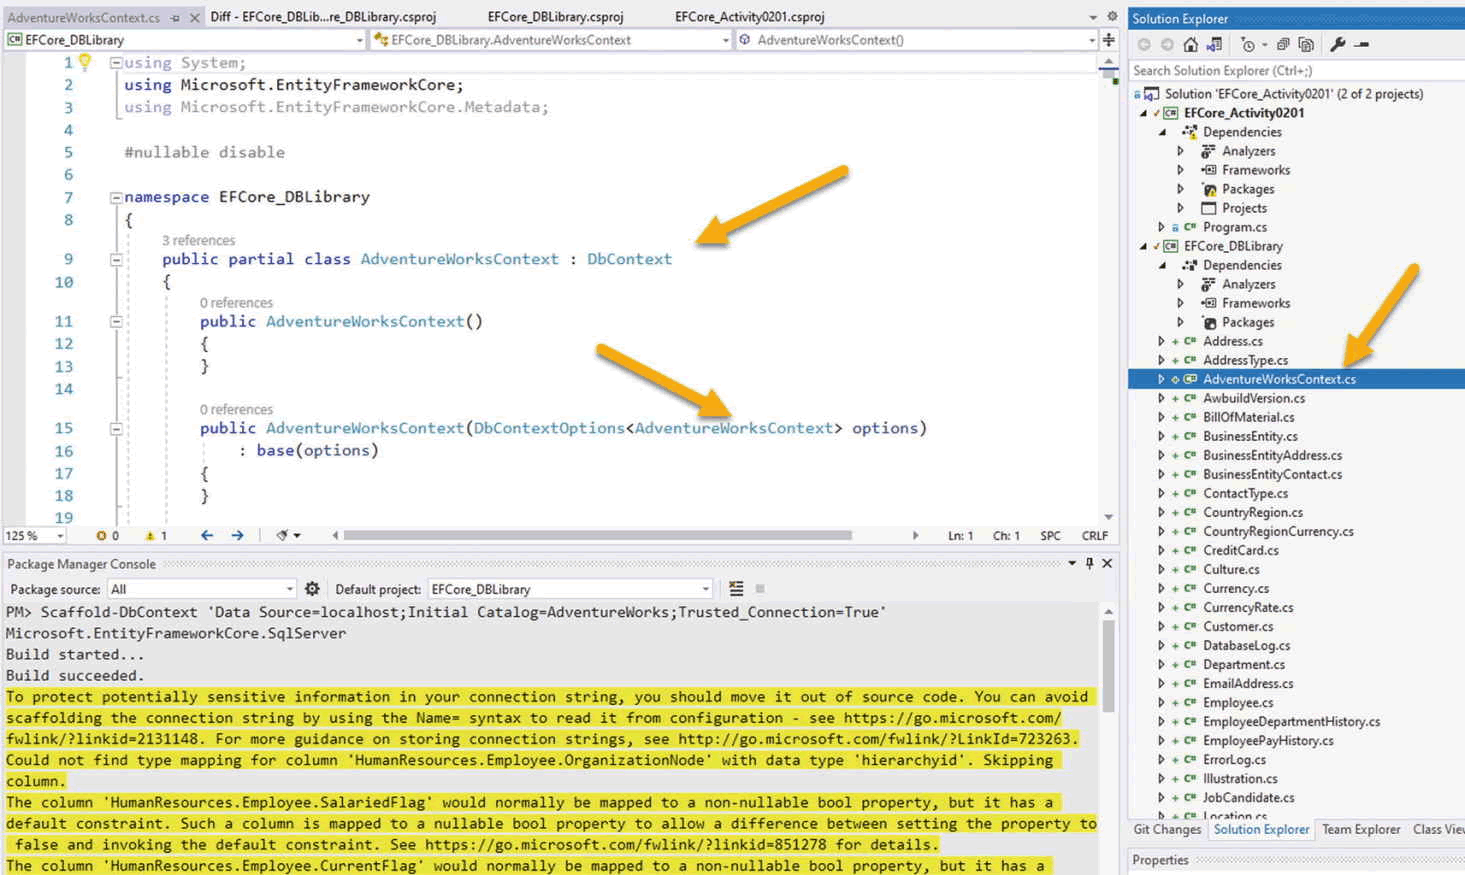 AdventureWorksContext.cs
Diff - EFCore_DBLib...re_DBLibrary.csproj
EFCore_DBLibrary.csproj
EFCore_Activity0201.csproj
C# EFCore_DBLibrary
EFCore_DBLibrary.AdventureWorksContext
AdventureWorksContext()
1 using System;
2 using Microsoft.EntityFrameworkCore;
3 using Microsoft.EntityFrameworkCore.Metadata;
4
5 #nullable disable
6
7 namespace EFCore_DBLibrary
8 {
3 references
9 public partial class AdventureWorksContext : DbContext
10 {
0 references
11 public AdventureWorksContext()
12 {
13 }
14
0 references
15 public AdventureWorksContext(DbContextOptions<AdventureWorksContext> options)
16 : base(options)
17 {
18 }
19
125 % 0 1 Ln: 1 Ch: 1 SPC CRLF
Package Manager Console
Package source: All Default project: EFCore_DBLibrary
PM> Scaffold-DbContext 'Data Source=localhost;Initial Catalog=AdventureWorks;Trusted_Connection=True'
Microsoft.EntityFrameworkCore.SqlServer
Build started...
Build succeeded.
To protect potentially sensitive information in your connection string, you should move it out of source code. You can avoid
scaffolding the connection string by using the Name= syntax to read it from configuration - see https://go.microsoft.com/
fwlink/?linkid=2131148. For more guidance on storing connection strings, see http://go.microsoft.com/fwlink/?LinkId=723263.
Could not find type mapping for column 'HumanResources.Employee.OrganizationNode' with data type 'hierarchyid'. Skipping
column.
The column 'HumanResources.Employee.SalariedFlag' would normally be mapped to a non-nullable bool property, but it has a
default constraint. Such a column is mapped to a nullable bool property to allow a difference between setting the property to
false and invoking the default constraint. See https://go.microsoft.com/fwlink/?linkid=851278 for details.
The column 'HumanResources.Employee.CurrentFlag' would normally be mapped to a non-nullable bool property, but it has a
Solution Explorer
Search Solution Explorer (Ctrl+;)
Solution 'EFCore_Activity0201' (2 of 2 projects)
C# EFCore_Activity0201
Dependencies
Analyzers
Frameworks
Packages
Projects
C# Program.cs
C# EFCore_DBLibrary
Dependencies
Analyzers
Frameworks
Packages
C# Address.cs
C# AddressType.cs
C# AdventureWorksContext.cs
C# AwbuildVersion.cs
C# BillOfMaterial.cs
C# BusinessEntity.cs
C# BusinessEntityAddress.cs
C# BusinessEntityContact.cs
C# ContactType.cs
C# CountryRegion.cs
C# CountryRegionCurrency.cs
C# CreditCard.cs
C# Culture.cs
C# Currency.cs
C# CurrencyRate.cs
C# Customer.cs
C# DatabaseLog.cs
C# Department.cs
C# EmailAddress.cs
C# Employee.cs
C# EmployeeDepartmentHistory.cs
C# EmployeePayHistory.cs
C# ErrorLog.cs
C# Illustration.cs
C# JobCandidate.cs
C# Location.cs
Git Changes Solution Explorer Team Explorer Class View
Properties